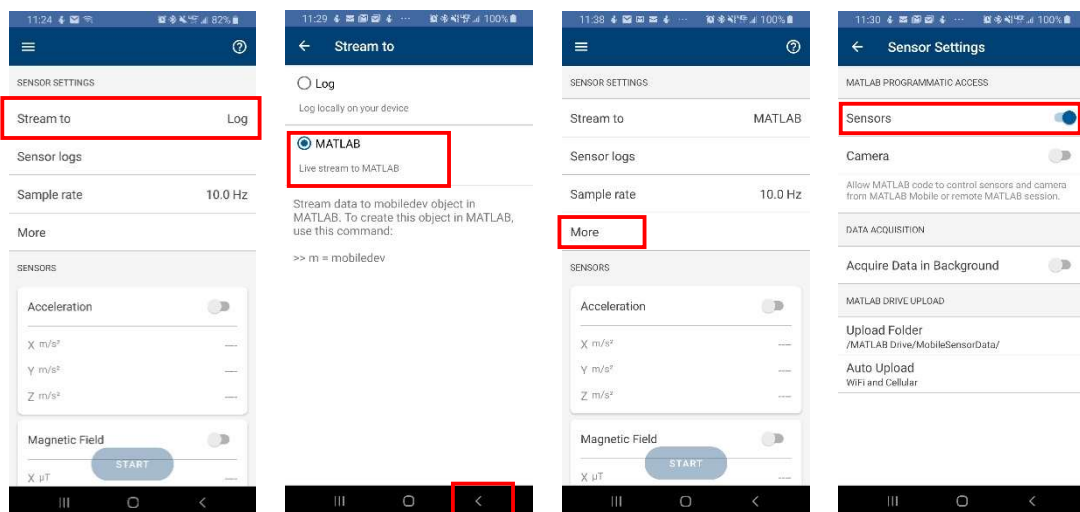 11:24 82%
SENSOR SETTINGS
Stream to Log
Sensor logs
Sample rate 10.0 Hz
More
SENSORS
Acceleration
X m/s²
Y m/s²
Z m/s²
Magnetic Field
START
X μT
11:29 100%
Stream to
Log
Log locally on your device
MATLAB
Live stream to MATLAB
Stream data to mobiledev object in
MATLAB. To create this object in MATLAB,
use this command:
>> m = mobiledev
11:38 100%
SENSOR SETTINGS
Stream to MATLAB
Sensor logs
Sample rate 10.0 Hz
More
SENSORS
Acceleration
X m/s²
Y m/s²
Z m/s²
Magnetic Field
START
X μT
11:30 100%
Sensor Settings
MATLAB PROGRAMMATIC ACCESS
Sensors
Camera
Allow MATLAB code to control sensors and camera
from MATLAB Mobile or remote MATLAB session.
DATA ACQUISITION
Acquire Data in Background
MATLAB DRIVE UPLOAD
Upload Folder
/MATLAB Drive/MobileSensorData/
Auto Upload
WiFi and Cellular